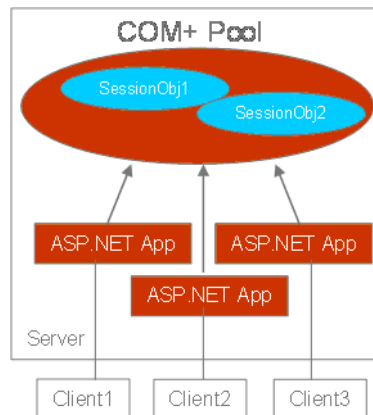 COM+ Pool
SessionObj1
SessionObj2
ASP.NET App
ASP.NET App
ASP.NET App
Server
Client1
Client2
Client3